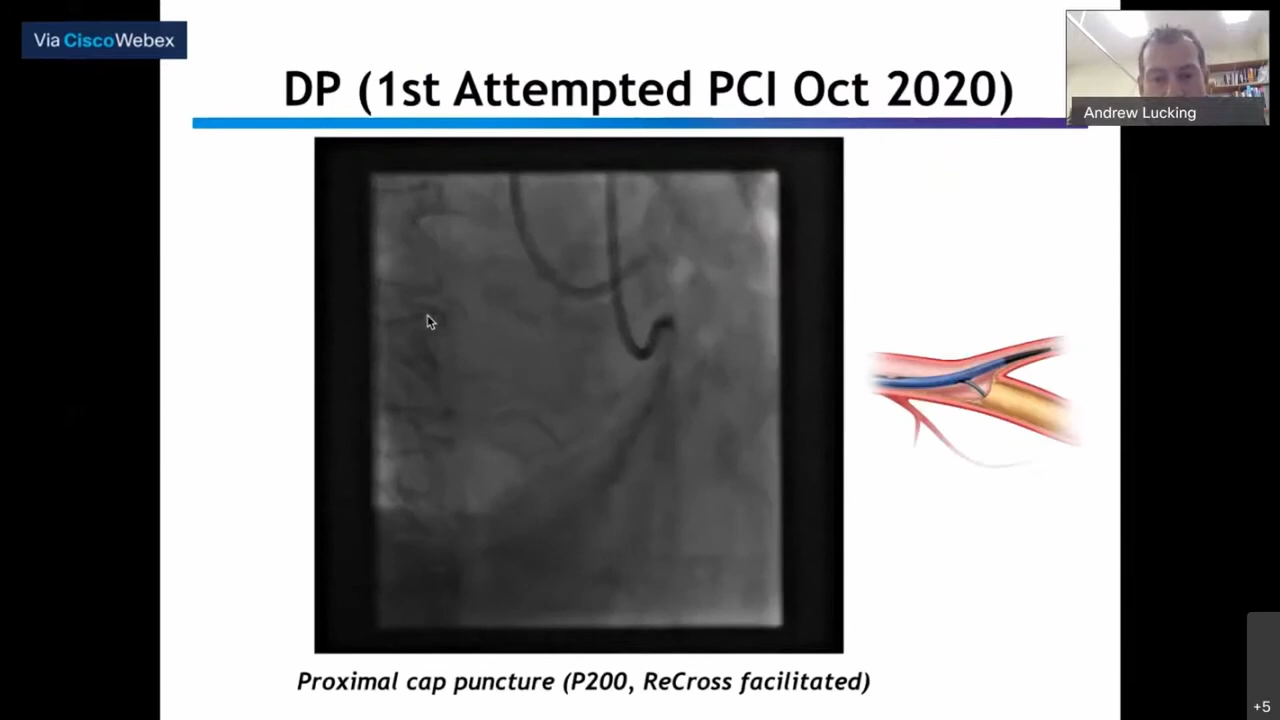 Via CiscoWebex
DP (1st Attempted PCI Oct 2020)
Andrew Lucking
Proximal cap puncture (P200, ReCross facilitated)
+5